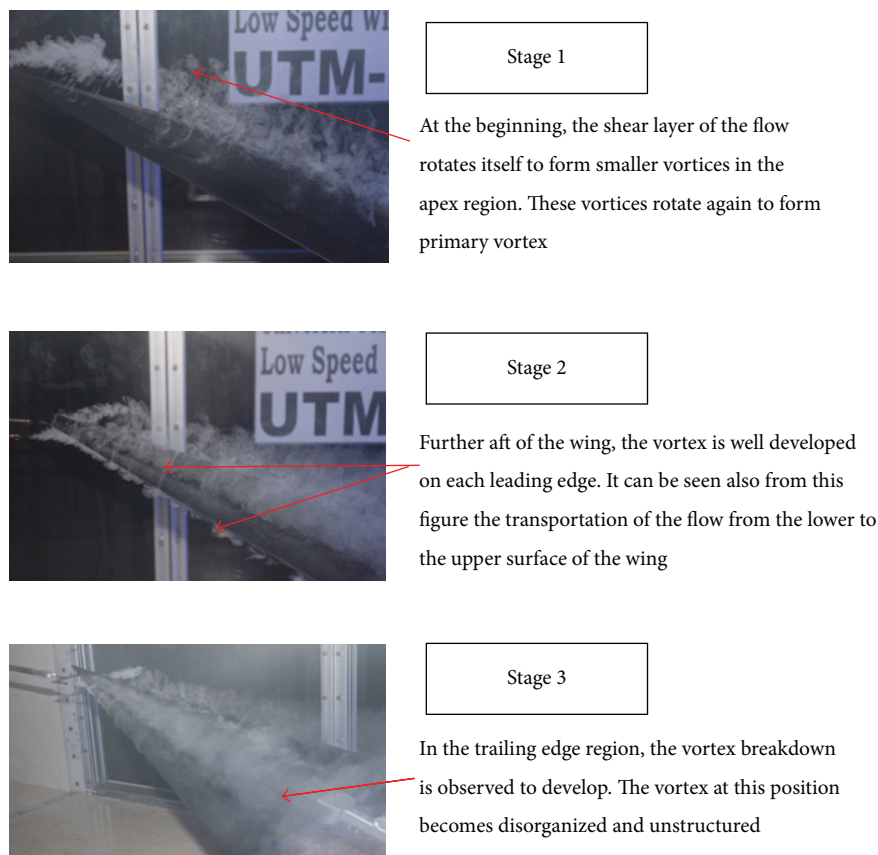 Low Speed Wi
UTM-
Stage 1
At the beginning, the shear layer of the flow
rotates itself to form smaller vortices in the
apex region. These vortices rotate again to form
primary vortex
Low Speed
UTM
Stage 2
Further aft of the wing, the vortex is well developed
on each leading edge. It can be seen also from this
figure the transportation of the flow from the lower to
the upper surface of the wing
Stage 3
In the trailing edge region, the vortex breakdown
is observed to develop. The vortex at this position
becomes disorganized and unstructured